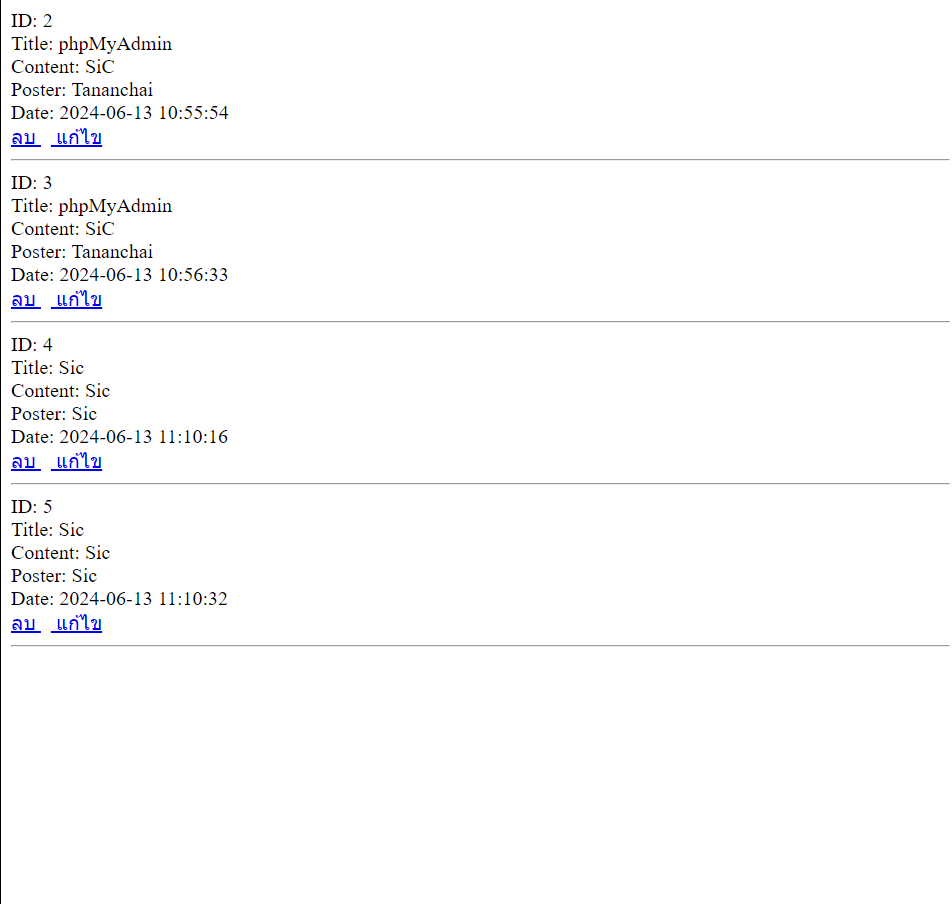 ID: 2
Title: phpMyAdmin
Content: SiC
Poster: Tananchai
Date: 2024-06-13 10:55:54
ลบ แก้ไข
ID: 3
Title: phpMyAdmin
Content: SiC
Poster: Tananchai
Date: 2024-06-13 10:56:33
ลบ แก้ไข
ID: 4
Title: Sic
Content: Sic
Poster: Sic
Date: 2024-06-13 11:10:16
ลบ แก้ไข
ID: 5
Title: Sic
Content: Sic
Poster: Sic
Date: 2024-06-13 11:10:32
ลบ แก้ไข